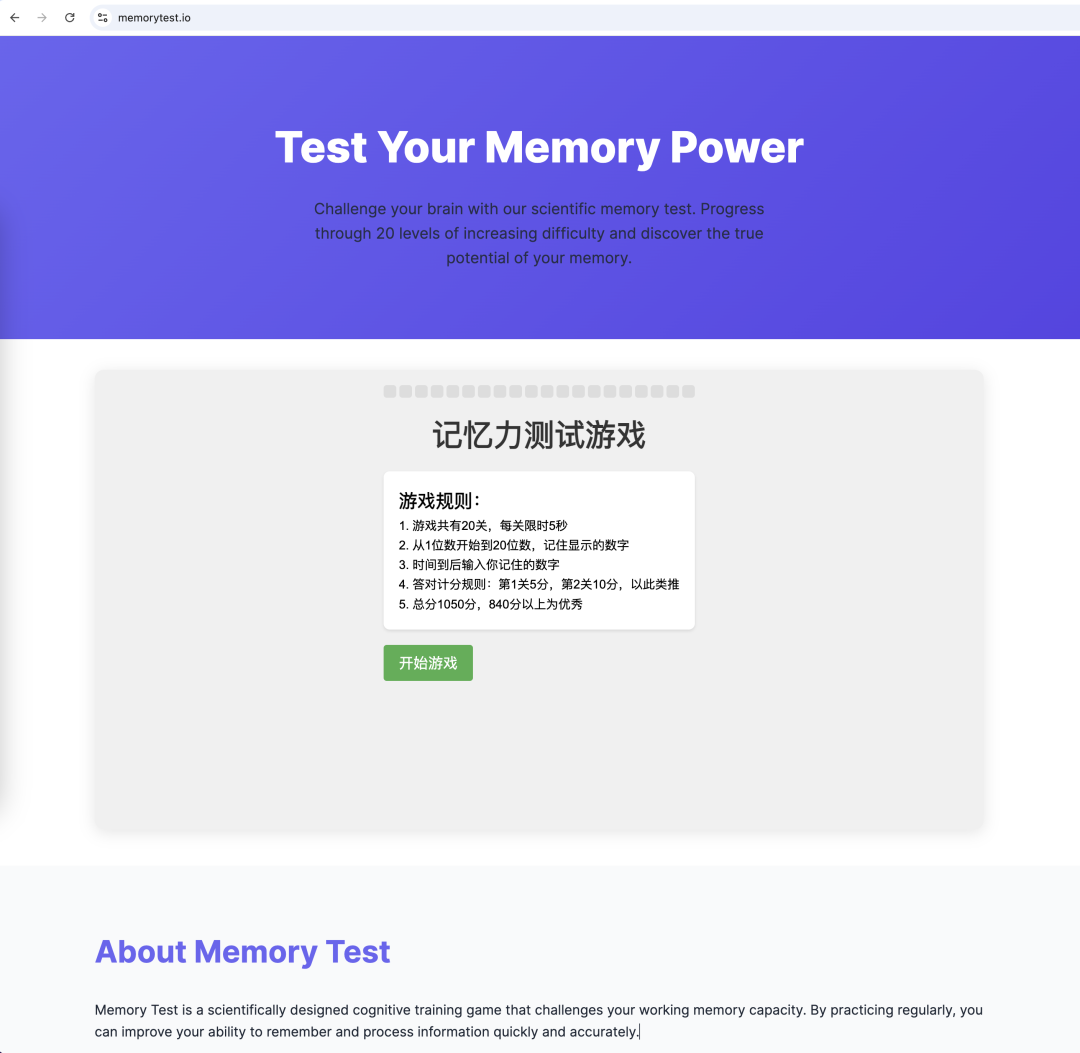 memorytest.io
Test Your Memory Power
Challenge your brain with our scientific memory test. Progress
through 20 levels of increasing difficulty and discover the true
potential of your memory.
记忆力测试游戏
游戏规则：
1. 游戏共有20关，每关限时5秒
2. 从1位数开始到20位数，记住显示的数字
3. 时间到后输入你记住的数字
4. 答对计分规则：第1关5分，第2关10分，以此类推
5. 总分1050分，840分以上为优秀
开始游戏
About Memory Test
Memory Test is a scientifically designed cognitive training game that challenges your working memory capacity. By practicing regularly, you
can improve your ability to remember and process information quickly and accurately.